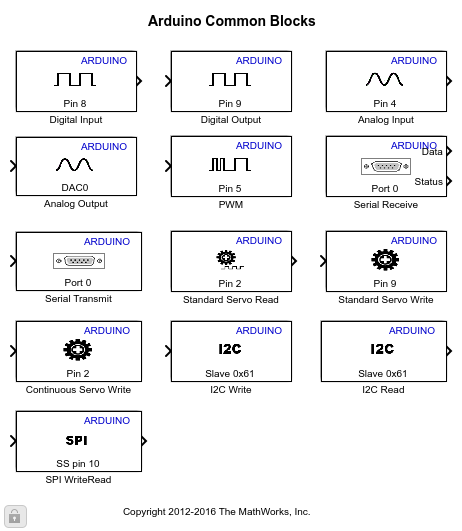 Arduino Common Blocks
ARDUINO
Pin 8
Digital Input
ARDUINO
Pin 9
Digital Output
ARDUINO
Pin 4
Analog Input
ARDUINO
DAC0
Analog Output
ARDUINO
Pin 5
PWM
ARDUINO
Data
Status
Port 0
Serial Receive
ARDUINO
Port 0
Serial Transmit
ARDUINO
Pin 2
Standard Servo Read
ARDUINO
Pin 9
Standard Servo Write
ARDUINO
Pin 2
Continuous Servo Write
ARDUINO
I2C
Slave 0x61
I2C Write
ARDUINO
I2C
Slave 0x61
I2C Read
ARDUINO
SPI
SS pin 10
SPI WriteRead
Copyright 2012-2016 The MathWorks, Inc.